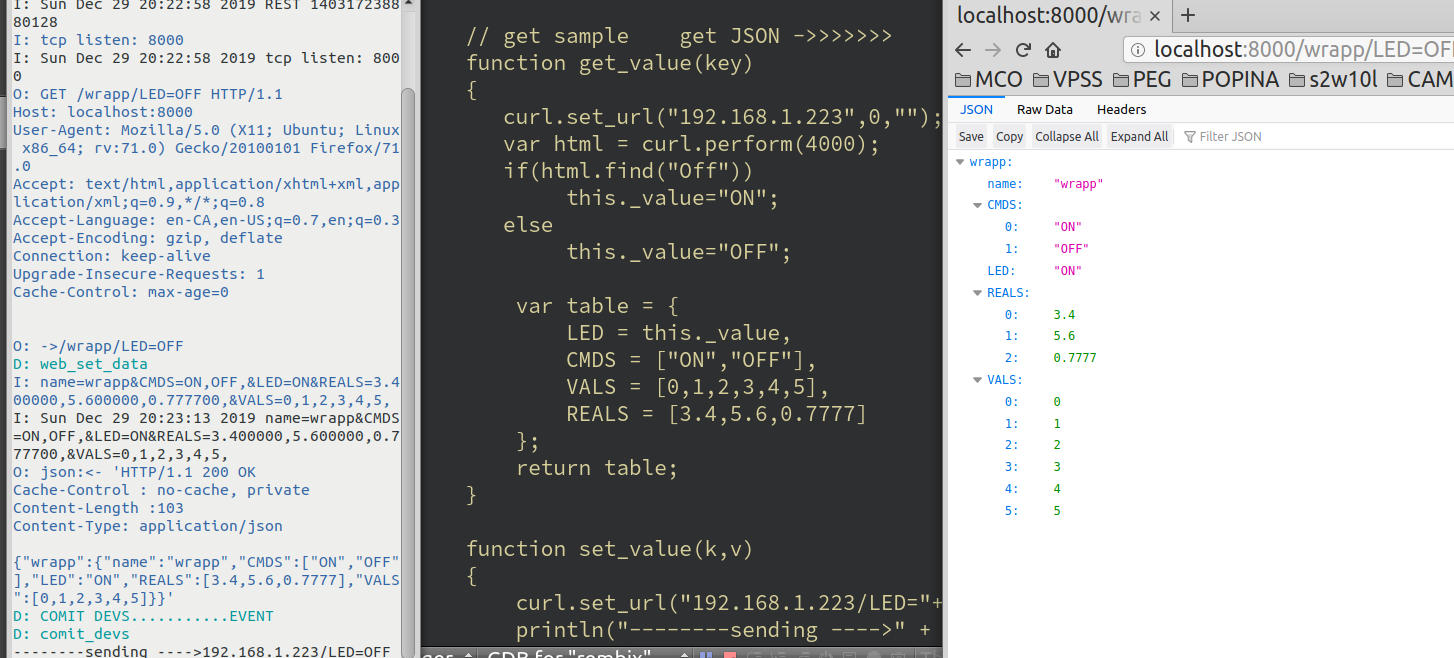 I: Sun Dec 29 20:22:58 2019 REST 1403172388
80128
I: tcp listen: 8000
I: Sun Dec 29 20:22:58 2019 tcp listen: 800
0
O: GET /wrapp/LED=OFF HTTP/1.1
Host: localhost:8000
User-Agent: Mozilla/5.0 (X11; Ubuntu; Linux
 x86_64; rv:71.0) Gecko/20100101 Firefox/71
.0
Accept: text/html,application/xhtml+xml,app
lication/xml;q=0.9,*/*;q=0.8
Accept-Language: en-CA,en-US;q=0.7,en;q=0.3
Accept-Encoding: gzip, deflate
Connection: keep-alive
Upgrade-Insecure-Requests: 1
Cache-Control: max-age=0
O: ->/wrapp/LED=OFF
D: web_set_data
I: name=wrapp&CMDS=ON,OFF,&LED=ON&REALS=3.4
00000,5.600000,0.777700,&VALS=0,1,2,3,4,5,
I: Sun Dec 29 20:23:13 2019 name=wrapp&CMDS
=ON,OFF,&LED=ON&REALS=3.400000,5.600000,0.7
77700,&VALS=0,1,2,3,4,5,
O: json:<- 'HTTP/1.1 200 OK
Cache-Control : no-cache, private
Content-Length :103
Content-Type: application/json
{"wrapp":{"name":"wrapp","CMDS":["ON","OFF"
],"LED":"ON","REALS":[3.4,5.6,0.7777],"VALS
":[0,1,2,3,4,5]}}'
D: COMIT DEVS...........EVENT
D: comit_devs
--------sending ---->192.168.1.223/LED=OFF
// get sample    get JSON ->>>>>>>
function get_value(key)
{
curl.set_url("192.168.1.223",0,"");
var html = curl.perform(4000);
if(html.find("Off"))
this._value="ON";
else
this._value="OFF";
var table = {
LED = this._value,
CMDS = ["ON","OFF"],
VALS = [0,1,2,3,4,5],
REALS = [3.4,5.6,0.7777]
};
return table;
}
function set_value(k,v)
{
curl.set_url("192.168.1.223/LED="+
println("--------sending ---->" +
GDB for "rombix"
localhost:8000/wra × +
localhost:8000/wrapp/LED=OF
MCO VPSS PEG POPINA s2w10l CAM
JSON Raw Data Headers
Save Copy Collapse All Expand All Filter JSON
wrapp:
name: "wrapp"
CMDS:
0: "ON"
1: "OFF"
LED: "ON"
REALS:
0: 3.4
1: 5.6
2: 0.7777
VALS:
0: 0
1: 1
2: 2
3: 3
4: 4
5: 5